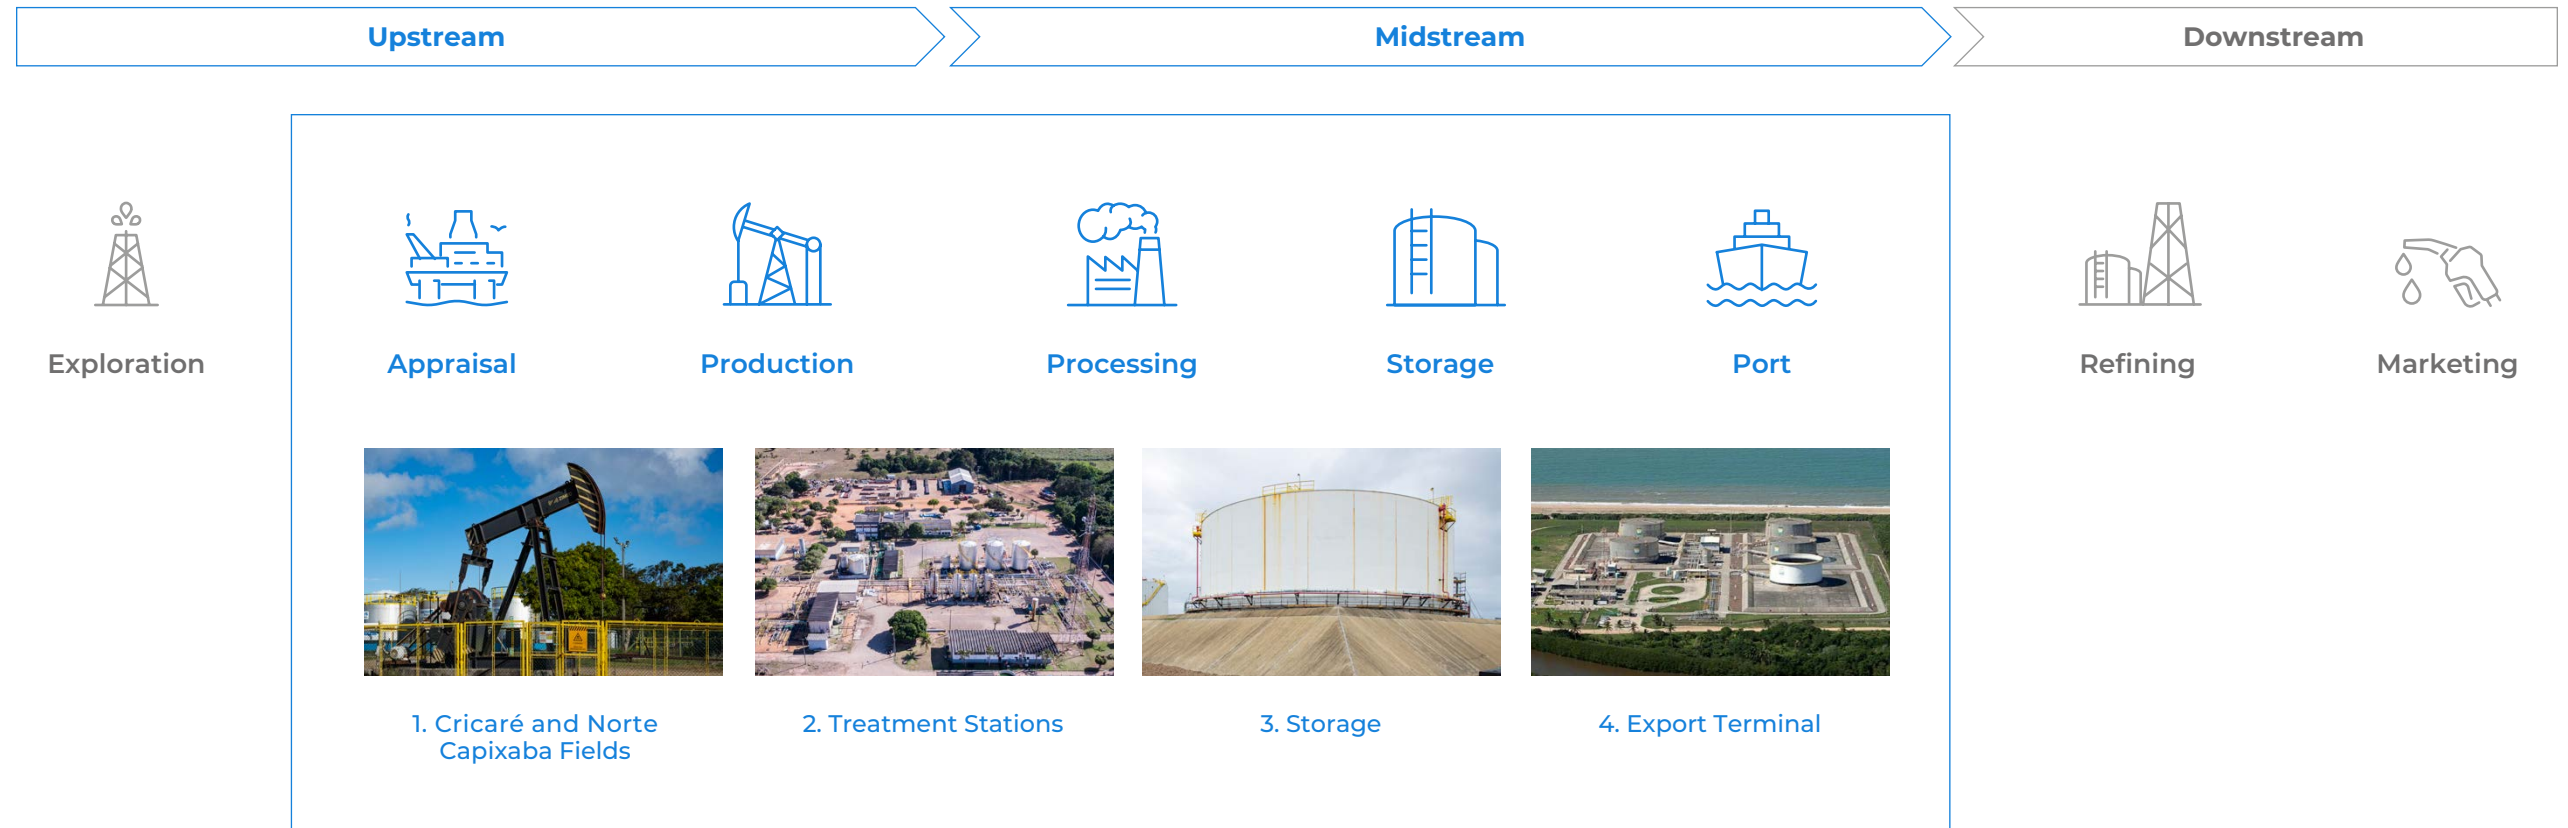 Upstream
Midstream
Downstream
Exploration
Appraisal
Production
Processing
Storage
Port
Refining
Marketing
1. Cricaré and Norte
Capixaba Fields
2. Treatment Stations
3. Storage
4. Export Terminal